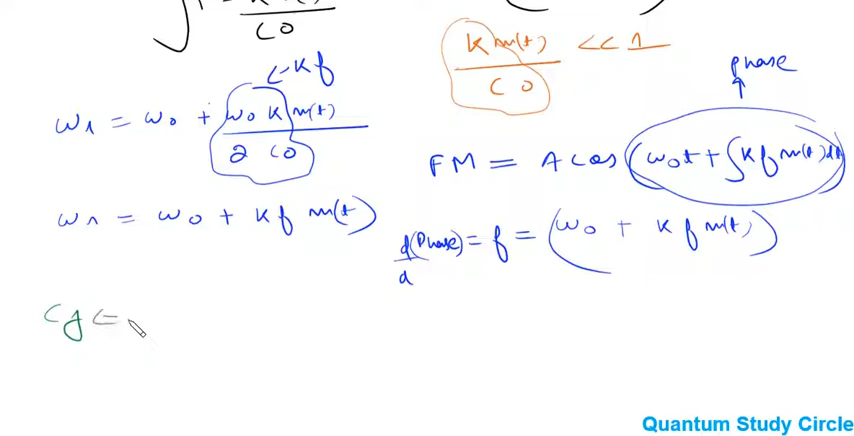 C0
K m(t) / C0 << 1
<- Kf
phase
ω1 = ω0 + ω0 K m(t) / 2 C0
FM = A cos (ω0t + ∫ Kf m(t) dt)
ω1 = ω0 + Kf m(t)
d(Phase)/d = f = (ω0 + Kf m(t))
Cj =
Quantum Study Circle